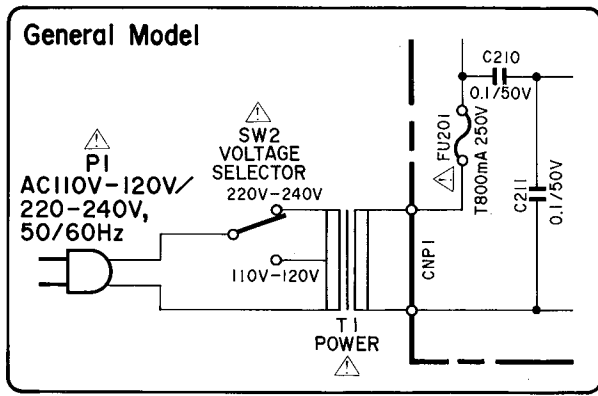 General Model
P1
AC110V-120V/
220-240V,
50/60Hz
SW2
VOLTAGE
SELECTOR
220V-240V
110V-120V
T1
POWER
CNP1
FU201
T800mA 250V
C210
0.1/50V
C211
0.1/50V